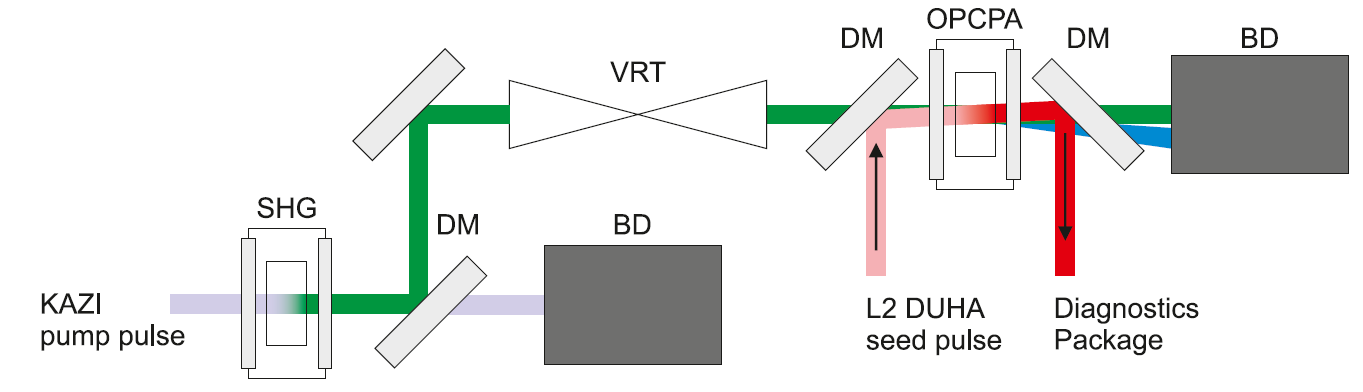 OPCPA
DM
DM
BD
VRT
SHG
DM
BD
KAZI
pump pulse
L2 DUHA
seed pulse
Diagnostics
Package